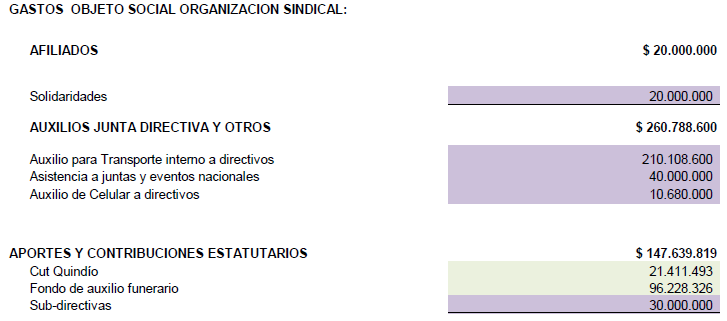 GASTOS OBJETO SOCIAL ORGANIZACION SINDICAL:
AFILIADOS $ 20.000.000
Solidaridades 20.000.000
AUXILIOS JUNTA DIRECTIVA Y OTROS $ 260.788.600
Auxilio para Transporte interno a directivos 210.108.600
Asistencia a juntas y eventos nacionales 40.000.000
Auxilio de Celular a directivos 10.680.000
APORTES Y CONTRIBUCIONES ESTATUTARIOS $ 147.639.819
Cut Quindío 21.411.493
Fondo de auxilio funerario 96.228.326
Sub-directivas 30.000.000